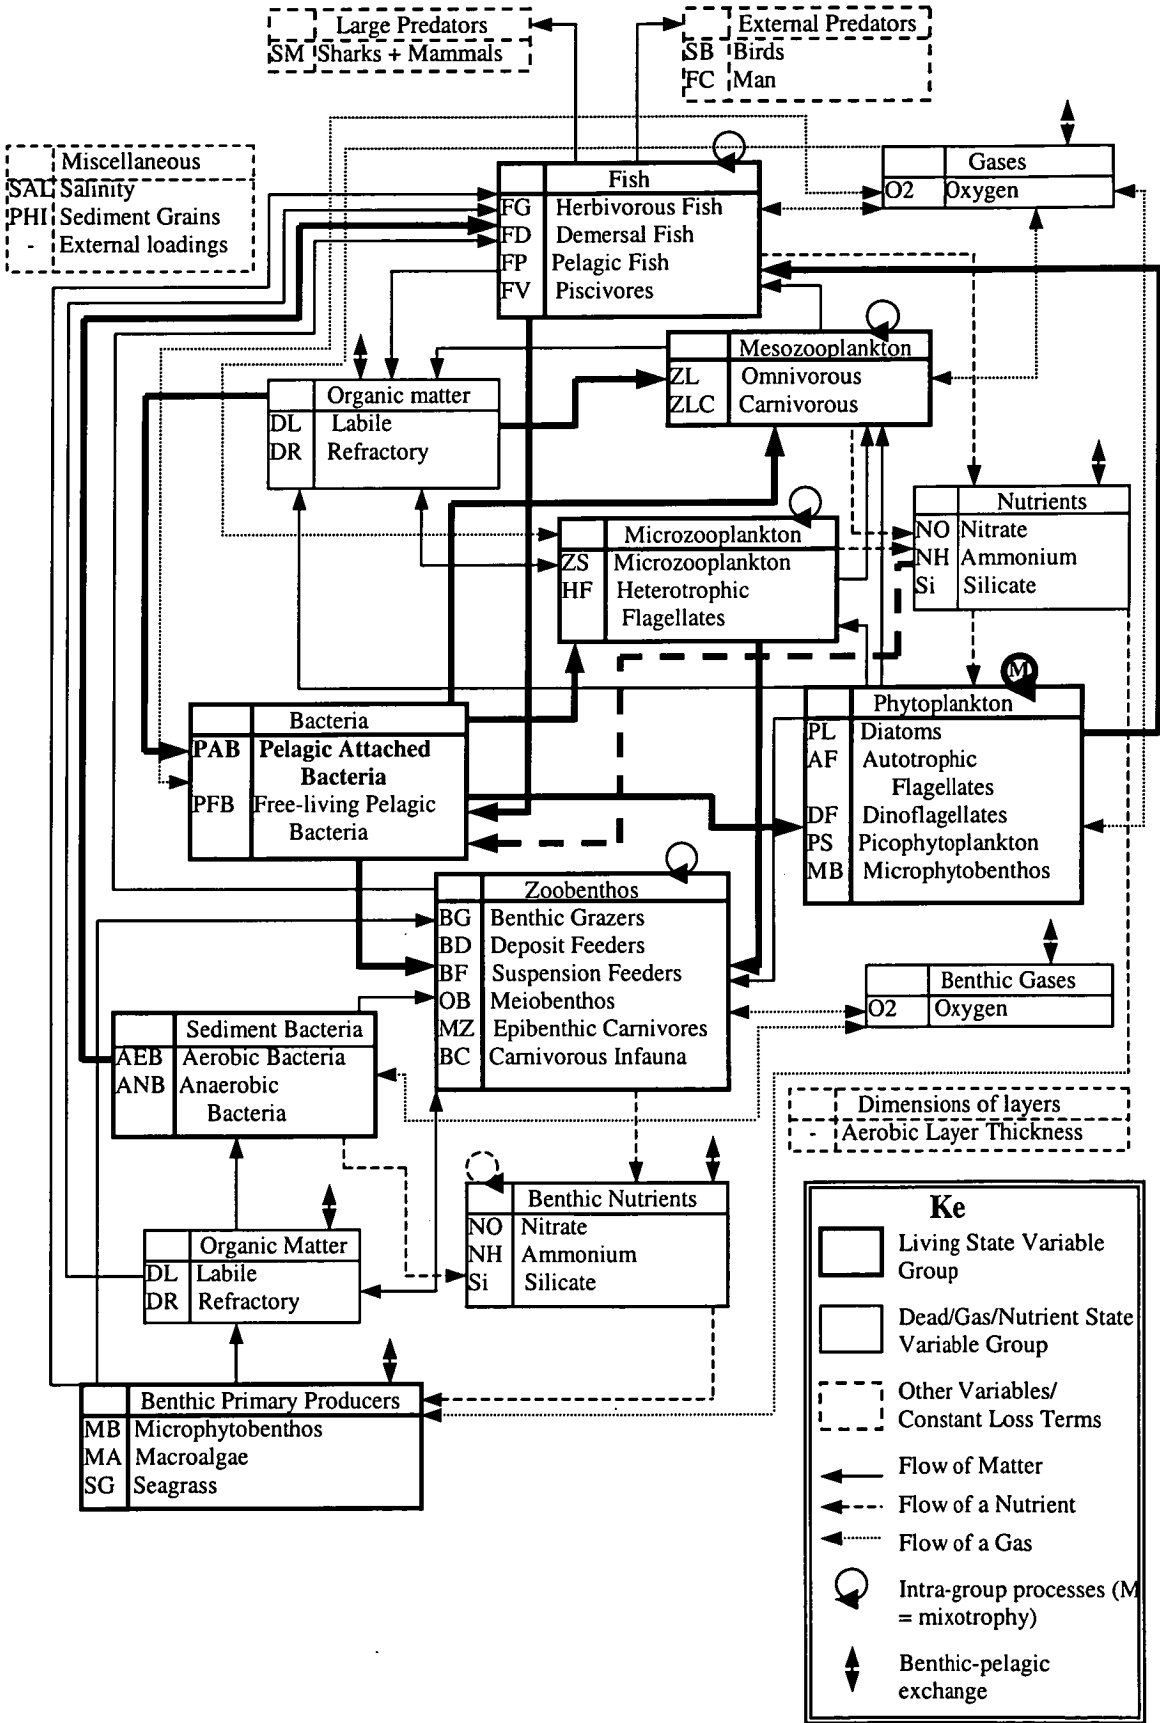 Large Predators
SM Sharks + Mammals
External Predators
SB Birds
FC Man
Miscellaneous
SAL Salinity
PHI Sediment Grains
- External loadings
Fish
FG Herbivorous Fish
FD Demersal Fish
FP Pelagic Fish
FV Piscivores
Gases
O2 Oxygen
Mesozooplankton
ZL Omnivorous
ZLC Carnivorous
Organic matter
DL Labile
DR Refractory
Nutrients
NO Nitrate
NH Ammonium
Si Silicate
Microzooplankton
ZS Microzooplankton
HF Heterotrophic
Flagellates
M
Phytoplankton
PL Diatoms
AF Autotrophic
Flagellates
DF Dinoflagellates
PS Picophytoplankton
MB Microphytobenthos
Bacteria
PAB Pelagic Attached
Bacteria
PFB Free-living Pelagic
Bacteria
Zoobenthos
BG Benthic Grazers
BD Deposit Feeders
BF Suspension Feeders
OB Meiobenthos
MZ Epibenthic Carnivores
BC Carnivorous Infauna
Benthic Gases
O2 Oxygen
Sediment Bacteria
AEB Aerobic Bacteria
ANB Anaerobic
Bacteria
Dimensions of layers
- Aerobic Layer Thickness
Benthic Nutrients
NO Nitrate
NH Ammonium
Si Silicate
Organic Matter
DL Labile
DR Refractory
Benthic Primary Producers
MB Microphytobenthos
MA Macroalgae
SG Seagrass
Ke
Living State Variable
Group
Dead/Gas/Nutrient State
Variable Group
Other Variables/
Constant Loss Terms
Flow of Matter
Flow of a Nutrient
Flow of a Gas
Intra-group processes (M
= mixotrophy)
Benthic-pelagic
exchange